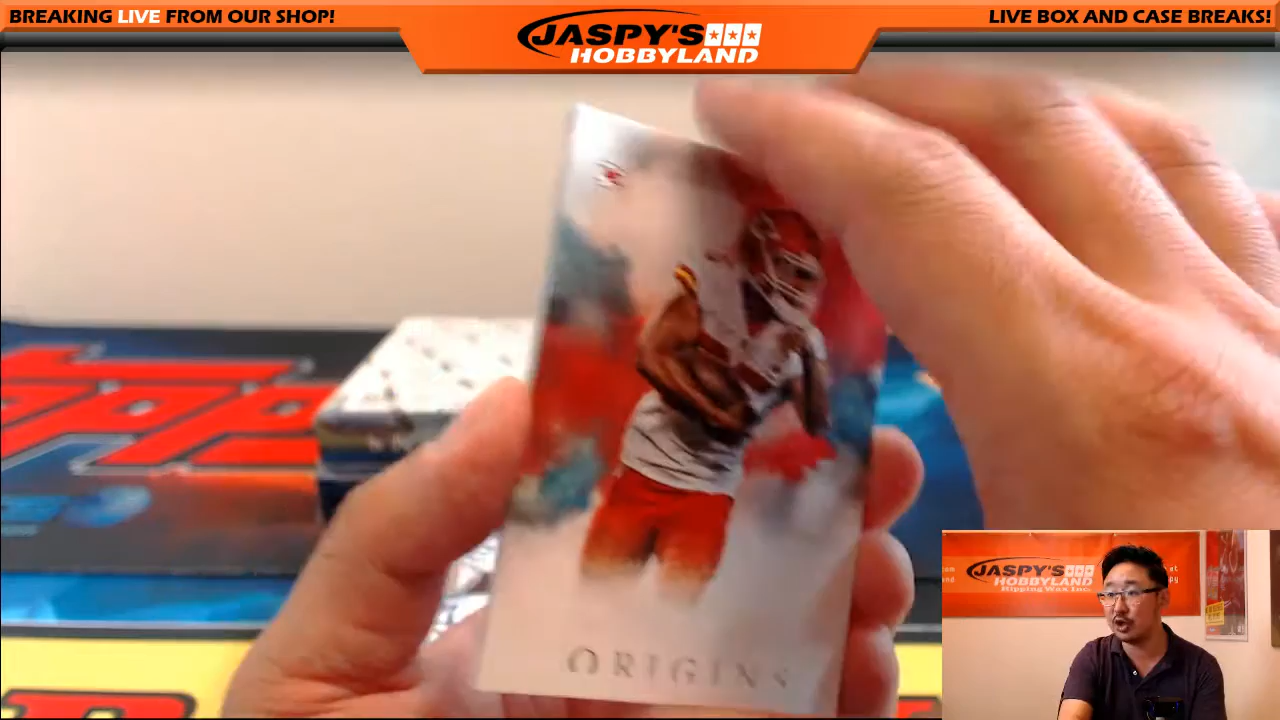 BREAKING LIVE FROM OUR SHOP!
JASPY'S
HOBBYLAND
LIVE BOX AND CASE BREAKS!
ORIGINS
JASPY'S
HOBBYLAND
Ripping Wax Inc.